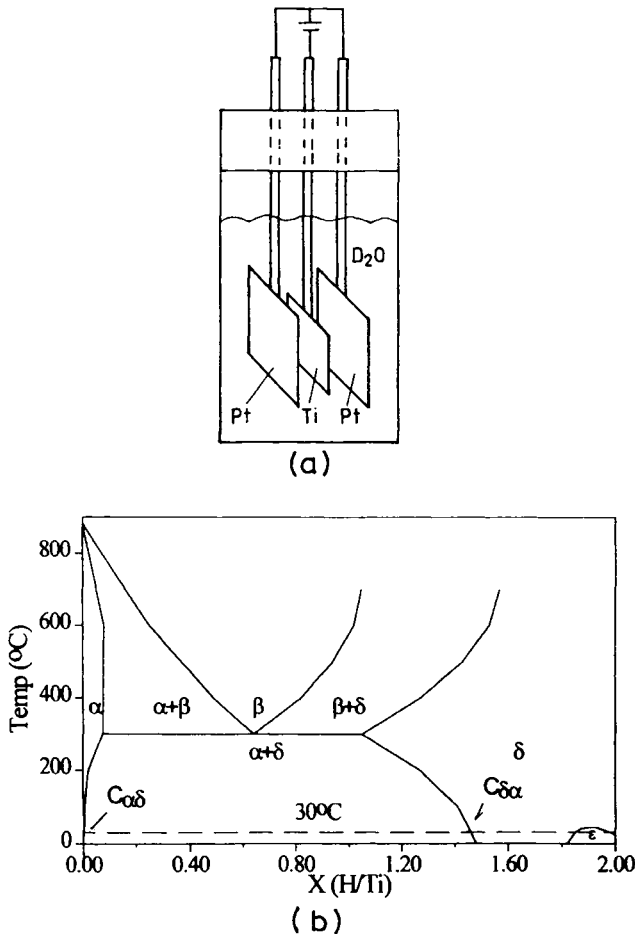 D₂O
Pt Ti Pt
(a)
Temp (ºC)
800
600
400
200
0
α α+β β β+δ
α+δ δ
Cαδ Cδα
30ºC
ε
0.00 0.40 0.80 1.20 1.60 2.00
X (H/Ti)
(b)